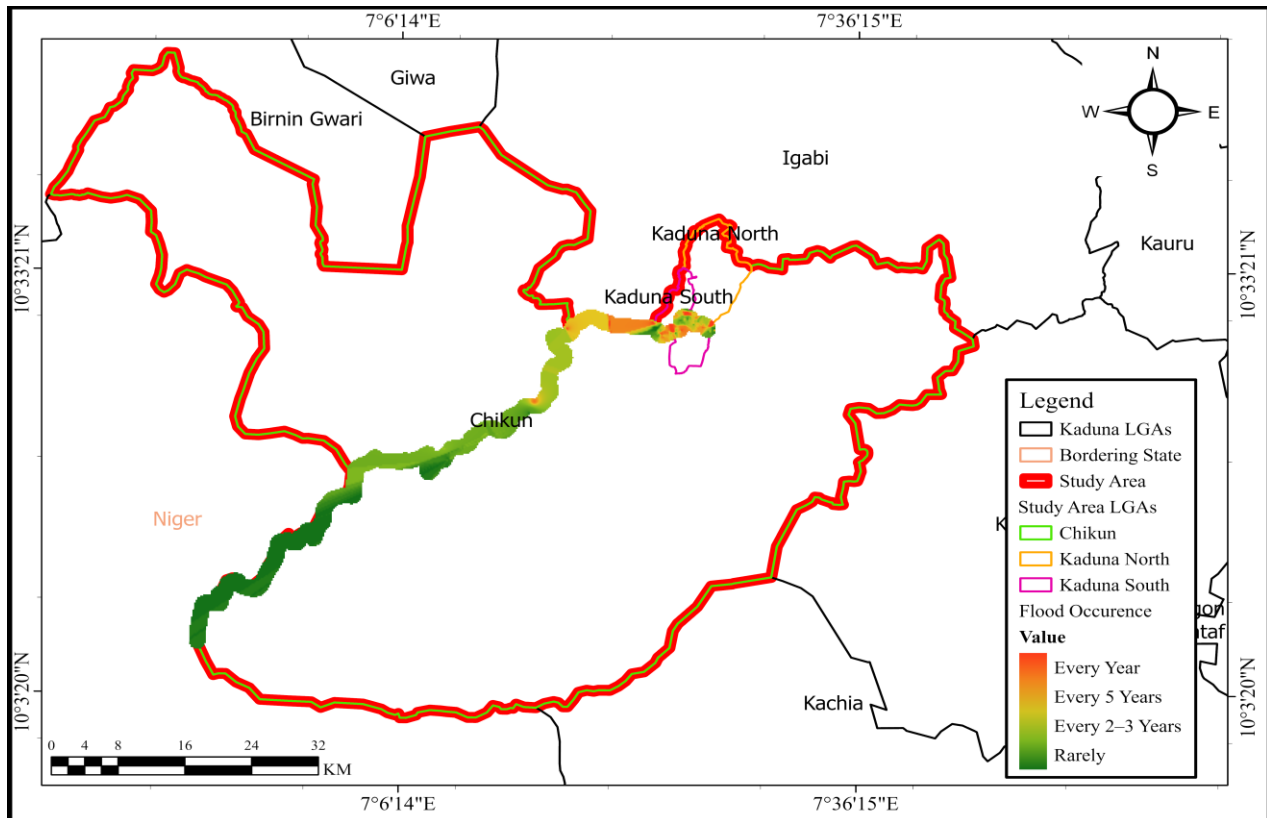 7°6'14"E
7°36'15"E
N
W
E
S
Giwa
Birnin Gwari
Igabi
Kauru
Kaduna North
Kaduna South
10°33'21"N
10°33'21"N
Chikun
Niger
Kachia
10°3'20"N
10°3'20"N
Legend
Kaduna LGAs
Bordering State
Study Area
Study Area LGAs
Chikun
Kaduna North
Kaduna South
Flood Occurence
Value
Every Year
Every 5 Years
Every 2–3 Years
Rarely
0 4 8 16 24 32
KM
7°6'14"E
7°36'15"E